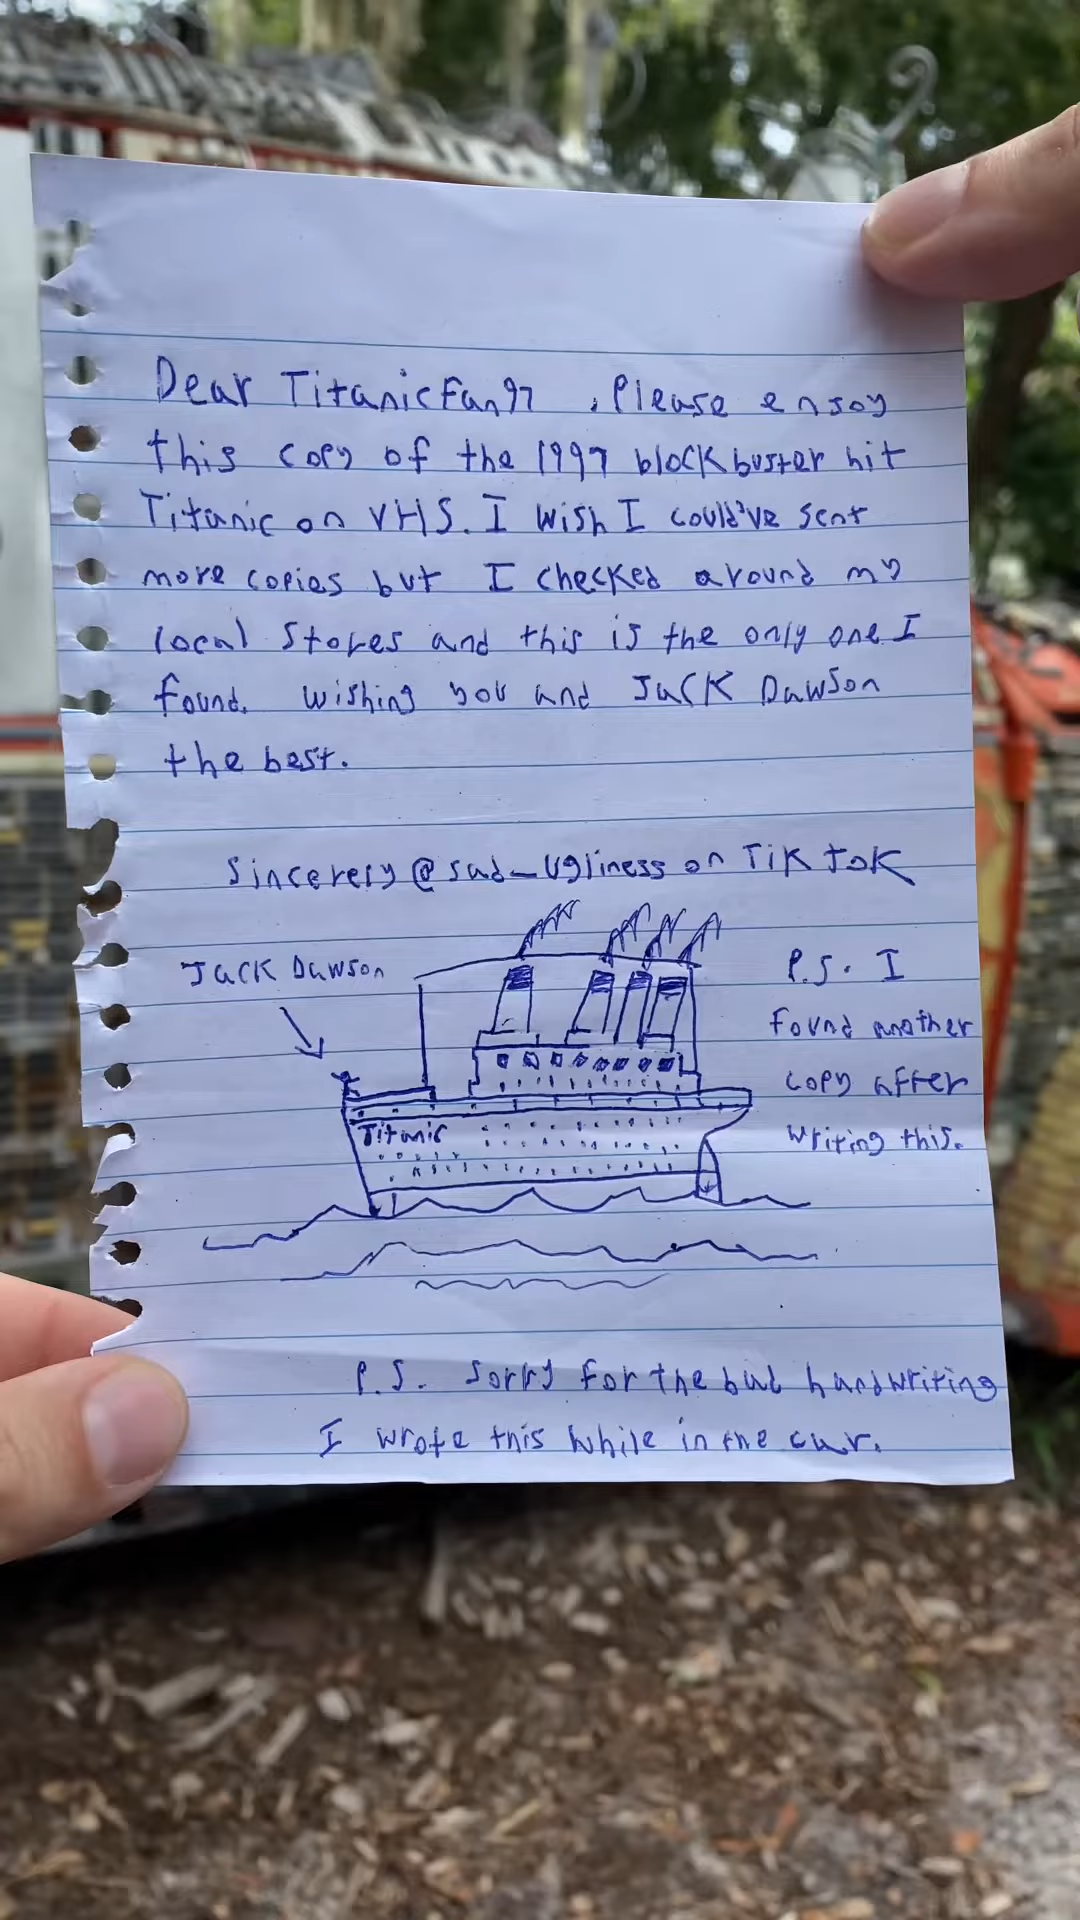 Dear TitanicFan97, Please enjoy
this copy of the 1997 blockbuster hit
Titanic on VHS. I wish I could've sent
more copies but I checked around my
local stores and this is the only one I
found. wishing you and Jack Dawson
the best.
Sincerely @sad_ugliness on TikTok
Jack Dawson
P.S. I
found another
copy after
writing this.
Titanic
P.S. Sorry for the bad handwriting
I wrote this while in the car.